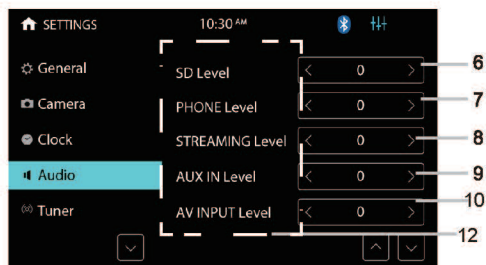 SETTINGS 10:30 AM
General SD Level < 0 > 6
Camera PHONE Level < 0 > 7
Clock STREAMING Level < 0 > 8
Audio AUX IN Level < 0 > 9
Tuner AV INPUT Level < 0 > 10
12